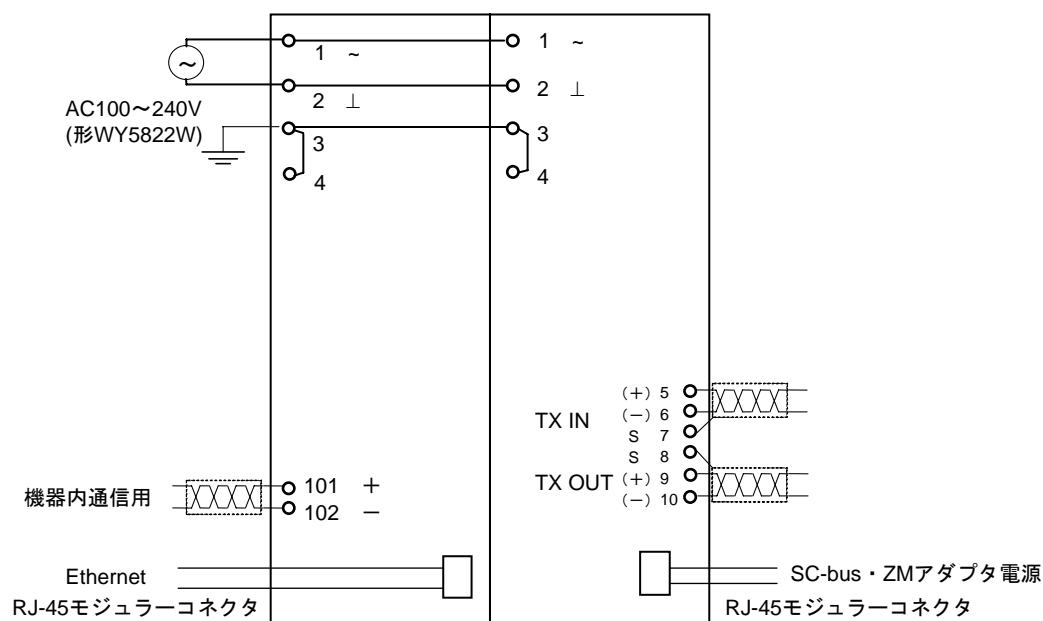 1 ~
1 ~
2 ⊥
2 ⊥
AC100～240V
(形WY5822W)
3
3
4
4
TX IN
(＋) 5
(－) 6
S 7
S 8
TX OUT
(＋) 9
(－) 10
機器内通信用
101 ＋
102 －
Ethernet
RJ-45モジュラーコネクタ
SC-bus・ZMアダプタ電源
RJ-45モジュラーコネクタ